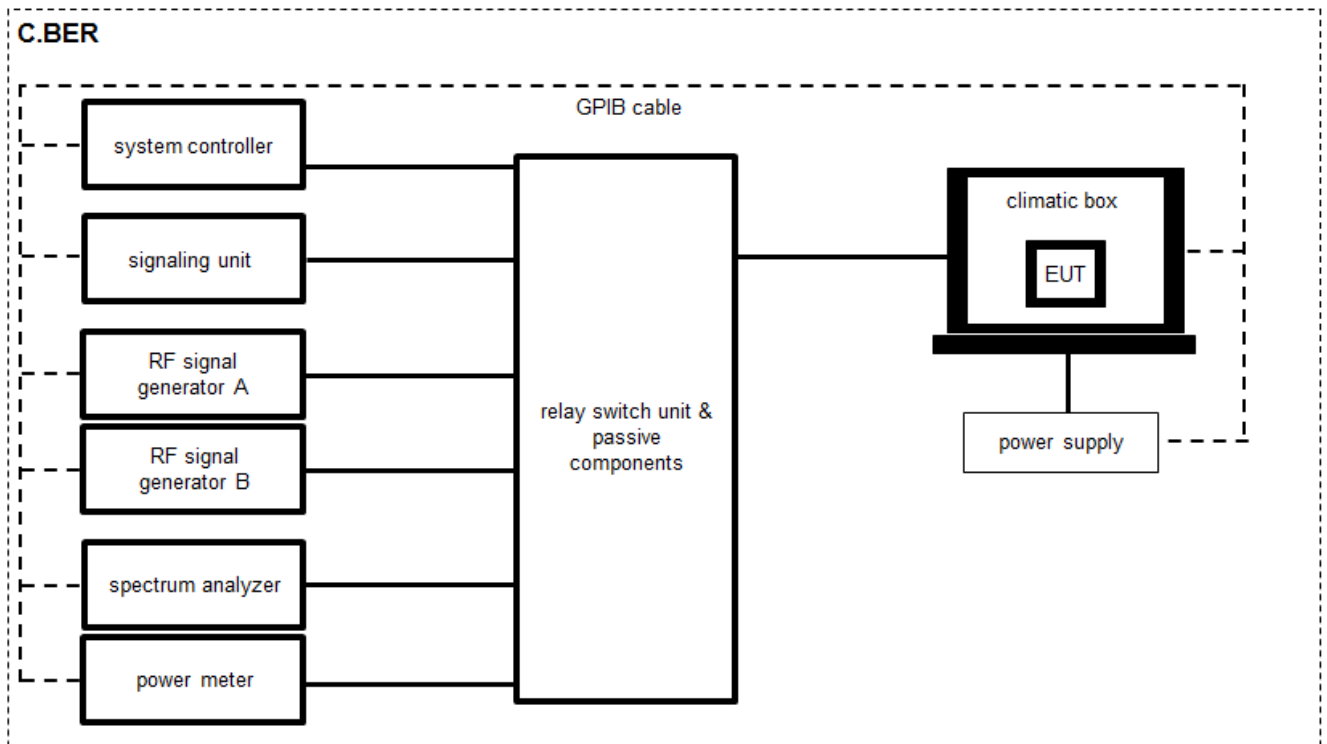 C.BER
GPIB cable
system controller
signaling unit
RF signal
generator A
RF signal
generator B
spectrum analyzer
power meter
relay switch unit &
passive
components
climatic box
EUT
power supply